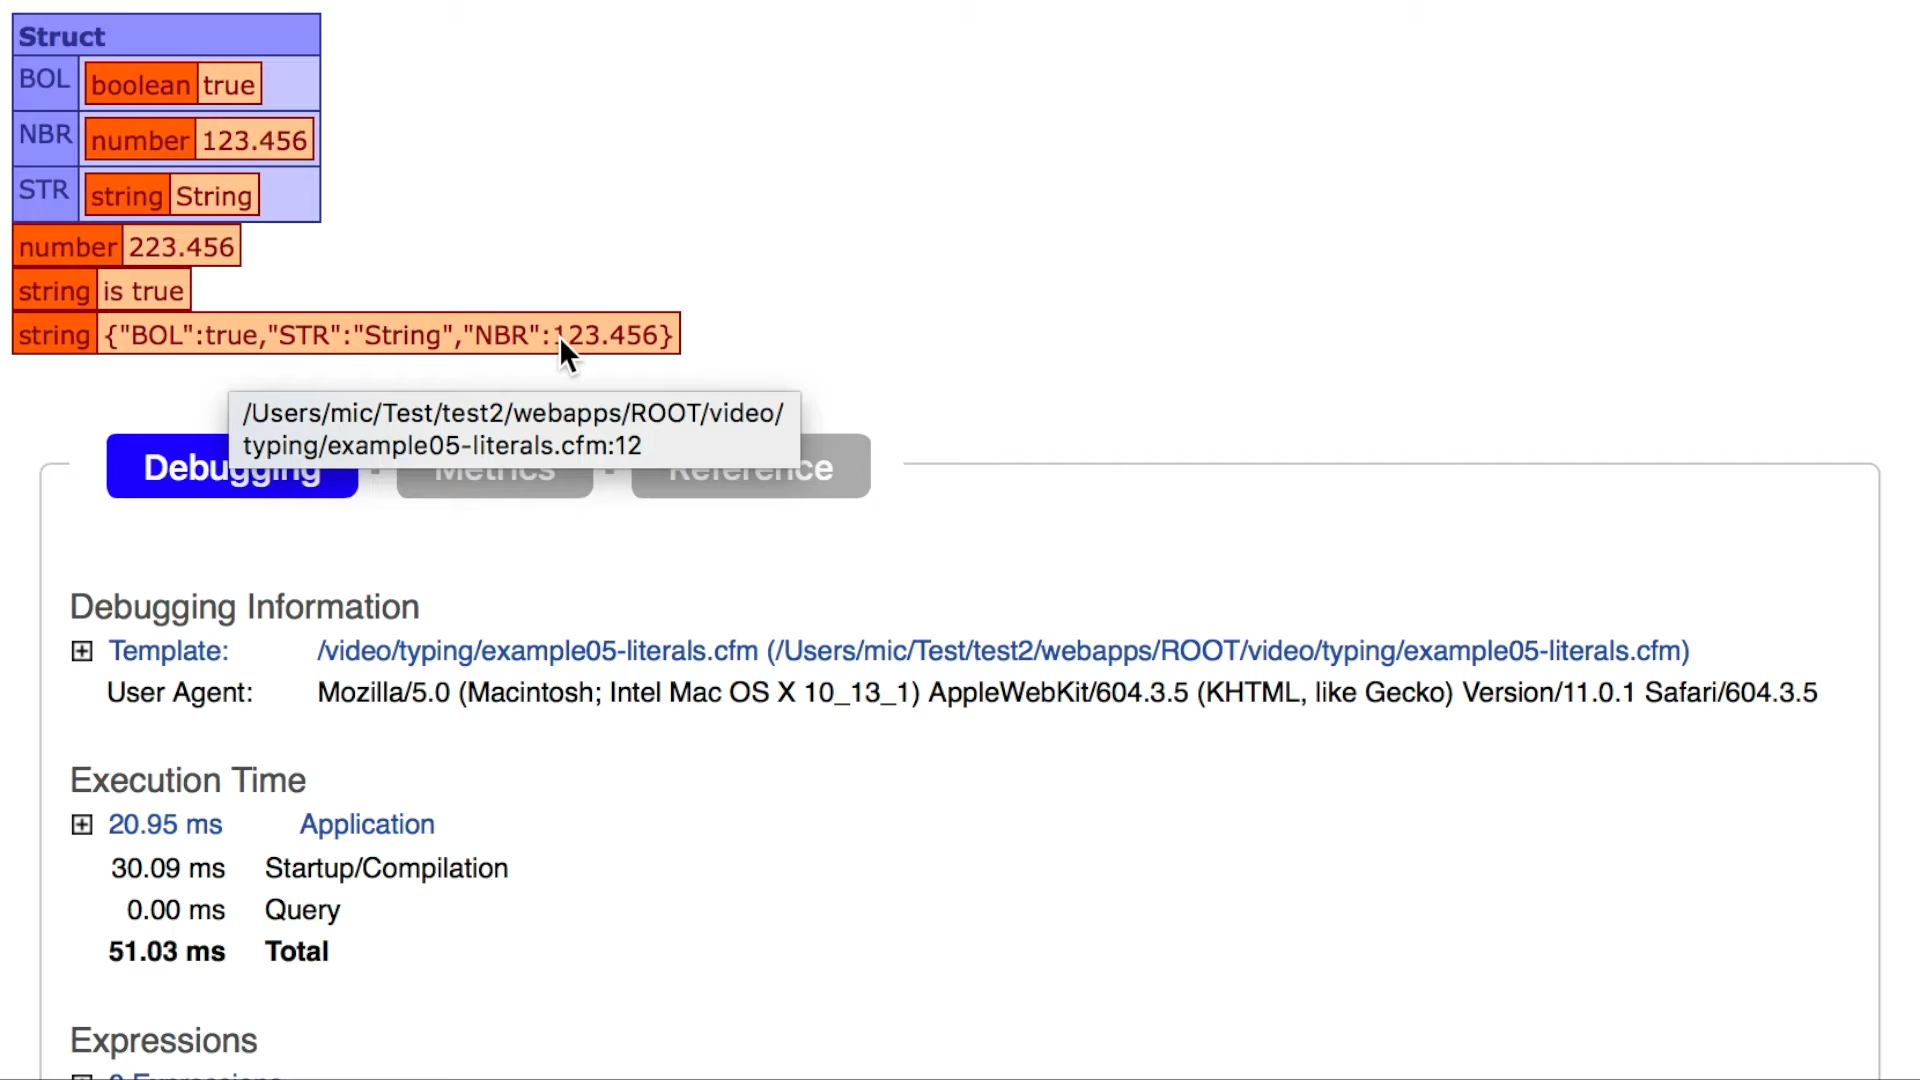 Struct
BOL boolean true
NBR number 123.456
STR string String
number 223.456
string is true
string {"BOL":true,"STR":"String","NBR":123.456}
/Users/mic/Test/test2/webapps/ROOT/video/
typing/example05-literals.cfm:12
Debugging - Metrics - Reference
Debugging Information
Template: /video/typing/example05-literals.cfm (/Users/mic/Test/test2/webapps/ROOT/video/typing/example05-literals.cfm)
User Agent: Mozilla/5.0 (Macintosh; Intel Mac OS X 10_13_1) AppleWebKit/604.3.5 (KHTML, like Gecko) Version/11.0.1 Safari/604.3.5
Execution Time
20.95 ms Application
30.09 ms Startup/Compilation
0.00 ms Query
51.03 ms Total
Expressions
Expressions